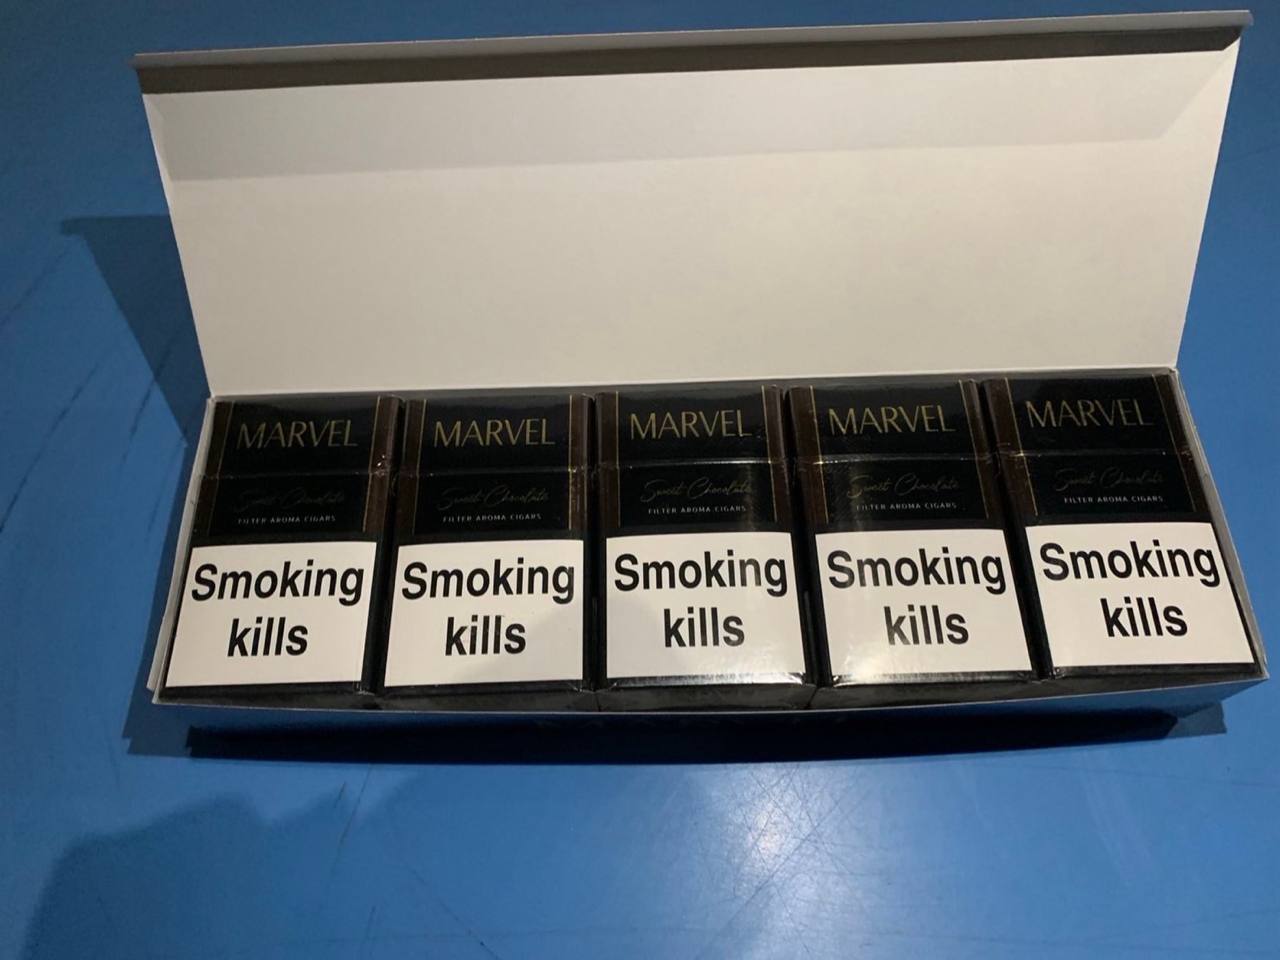 MARVEL
Sweet Chocolate
FILTER AROMA CIGARS
Smoking
kills
MARVEL
Sweet Chocolate
FILTER AROMA CIGARS
Smoking
kills
MARVEL
Sweet Chocolate
FILTER AROMA CIGARS
Smoking
kills
MARVEL
Sweet Chocolate
FILTER AROMA CIGARS
Smoking
kills
MARVEL
Sweet Chocolate
FILTER AROMA CIGARS
Smoking
kills